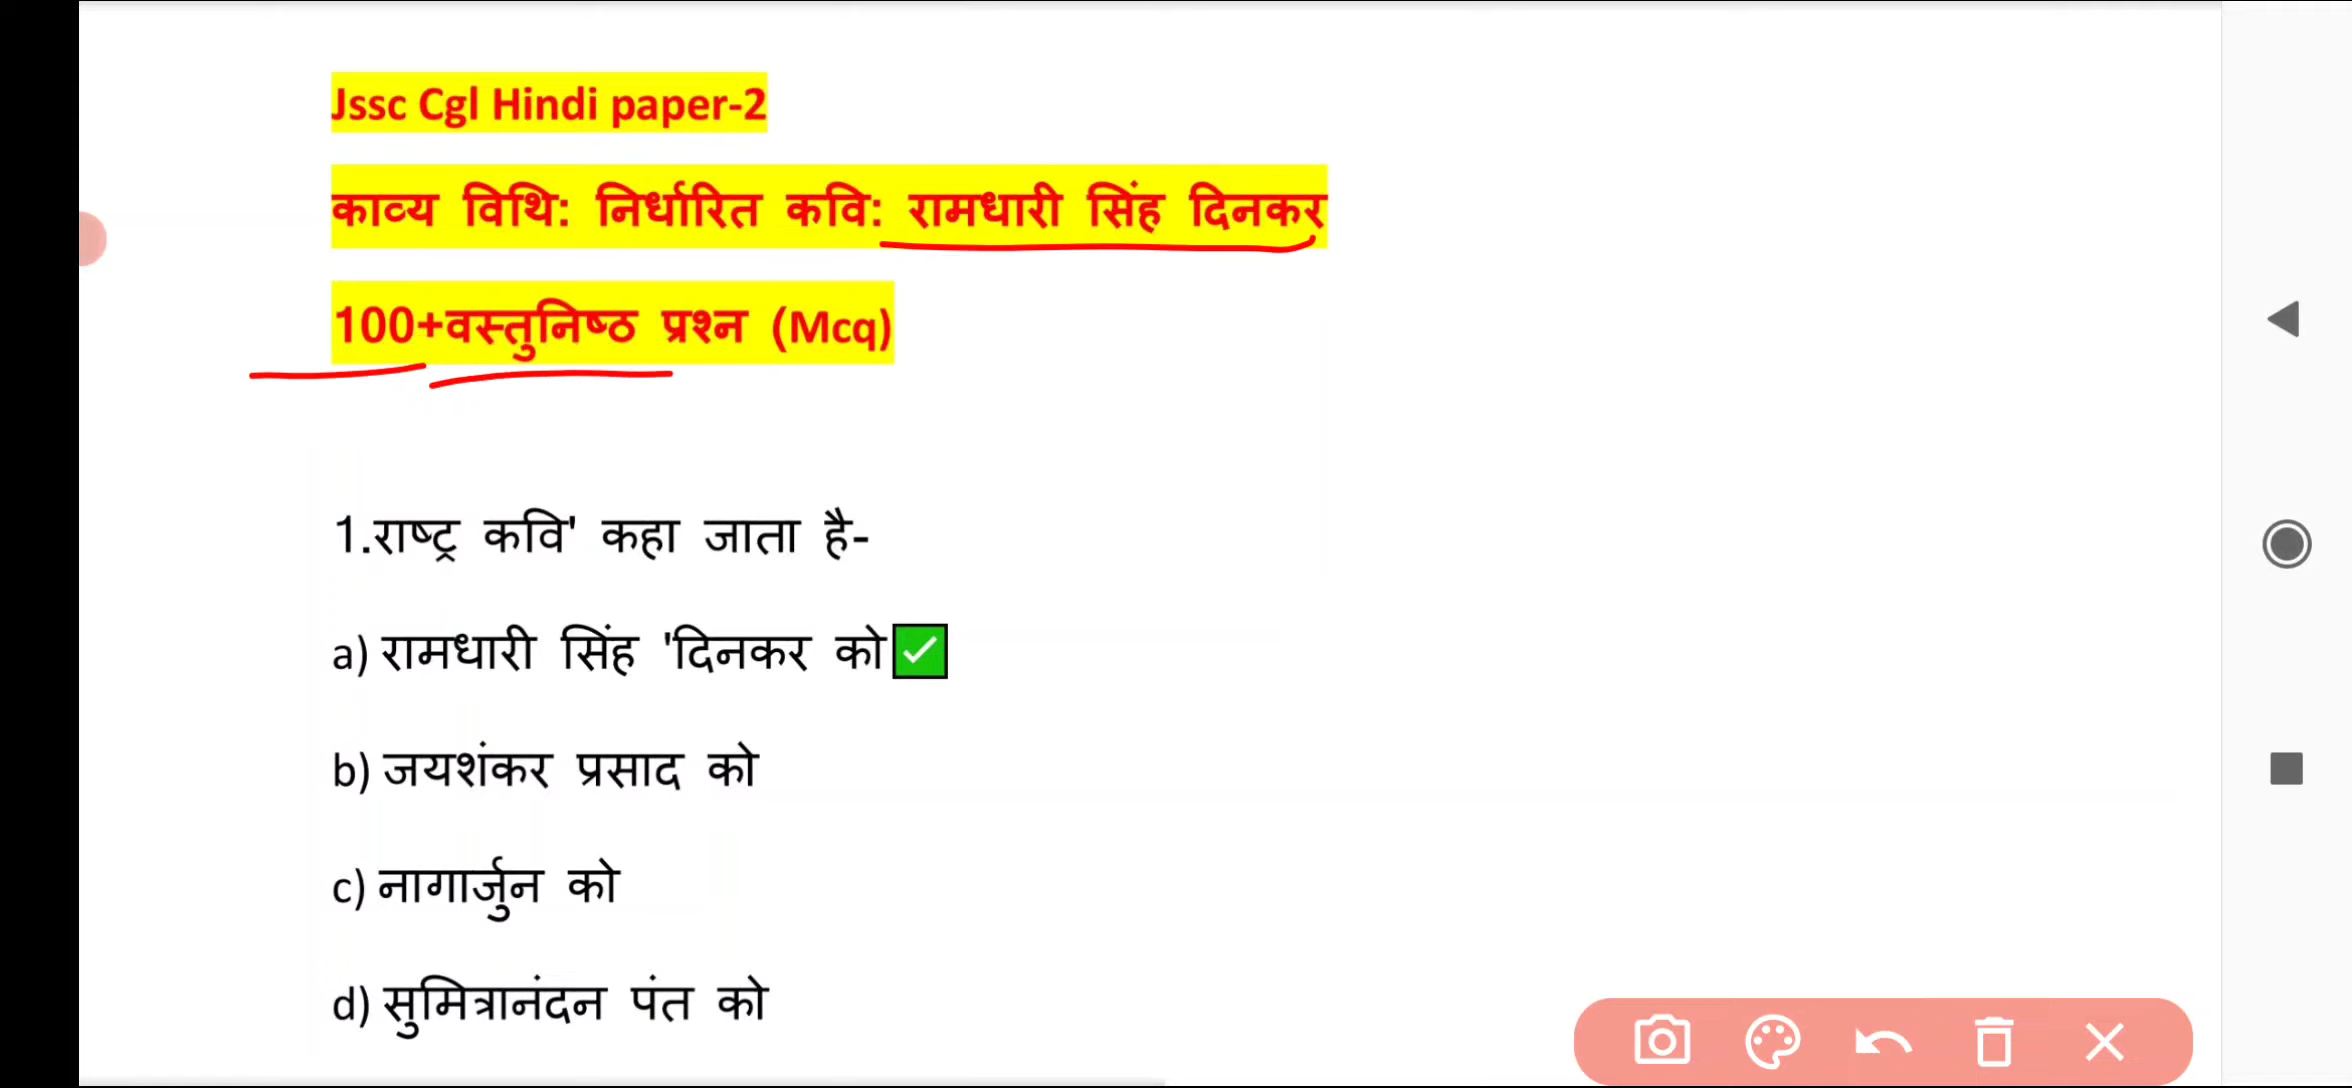 Jssc Cgl Hindi paper-2
काव्य विथि: निर्धारित कवि: रामधारी सिंह दिनकर
100+वस्तुनिष्ठ प्रश्न (Mcq)
1.राष्ट्र कवि' कहा जाता है-
a) रामधारी सिंह 'दिनकर को
b) जयशंकर प्रसाद को
c) नागार्जुन को
d) सुमित्रानंदन पंत को